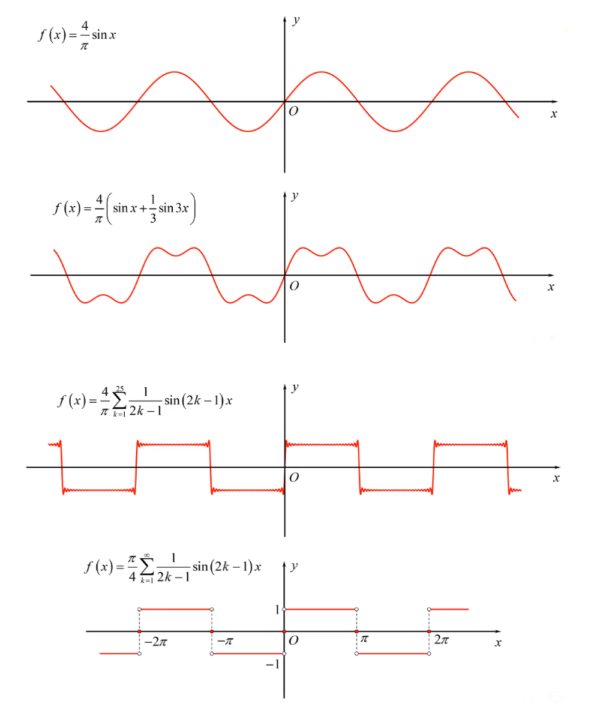 f(x)=4/π sin x
y
O
x
f(x)=4/π(sin x+1/3 sin 3x)
y
O
x
f(x)=4/π ∑_{k=1}^{25} 1/(2k−1) sin(2k−1)x
y
O
x
f(x)=π/4 ∑_{k=1}^{∞} 1/(2k−1) sin(2k−1)x
y
1
−2π −π O π 2π x
−1